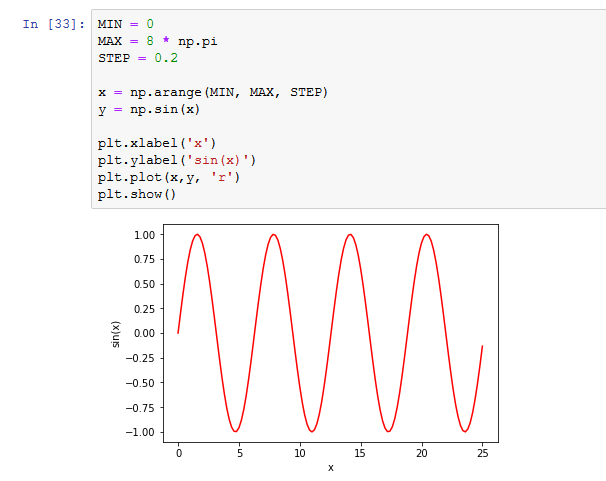 In [33]: MIN = 0
MAX = 8 * np.pi
STEP = 0.2
x = np.arange(MIN, MAX, STEP)
y = np.sin(x)
plt.xlabel('x')
plt.ylabel('sin(x)')
plt.plot(x,y, 'r')
plt.show()
1.00
0.75
0.50
0.25
0.00
−0.25
−0.50
−0.75
−1.00
sin(x)
0 5 10 15 20 25
x